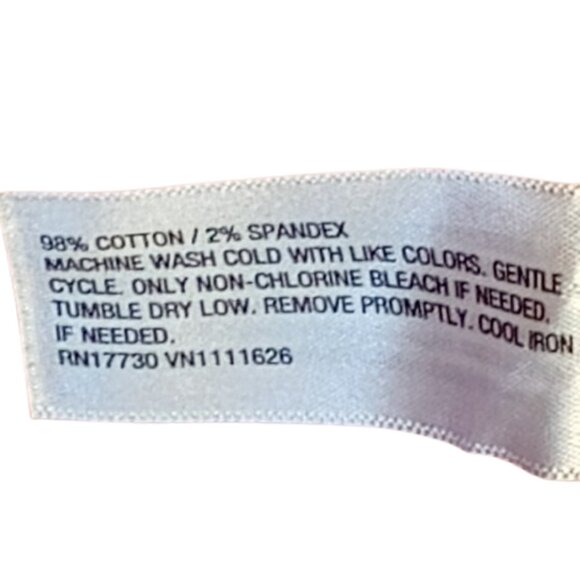 98% COTTON / 2% SPANDEX
MACHINE WASH COLD WITH LIKE COLORS. GENTLE
CYCLE. ONLY NON-CHLORINE BLEACH IF NEEDED.
TUMBLE DRY LOW. REMOVE PROMPTLY. COOL IRON
IF NEEDED.
RN17730 VN1111626